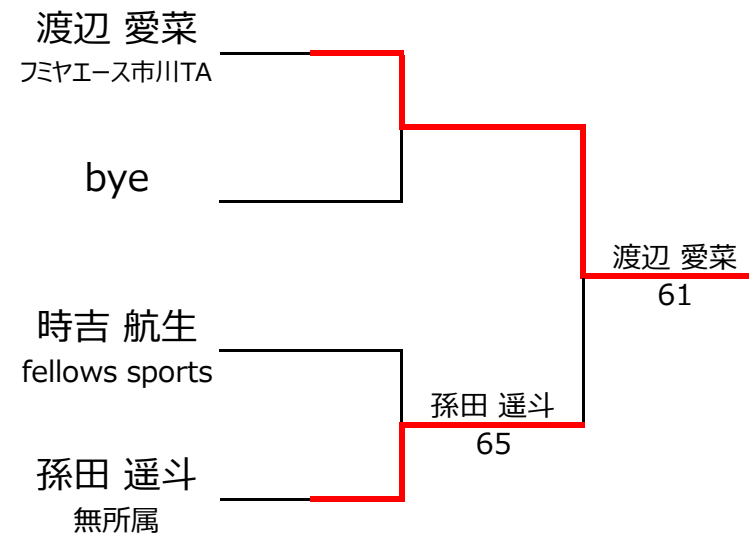 渡辺 愛菜
フミヤエース市川TA
bye
渡辺 愛菜
61
時吉 航生
fellows sports
孫田 遥斗
65
孫田 遥斗
無所属